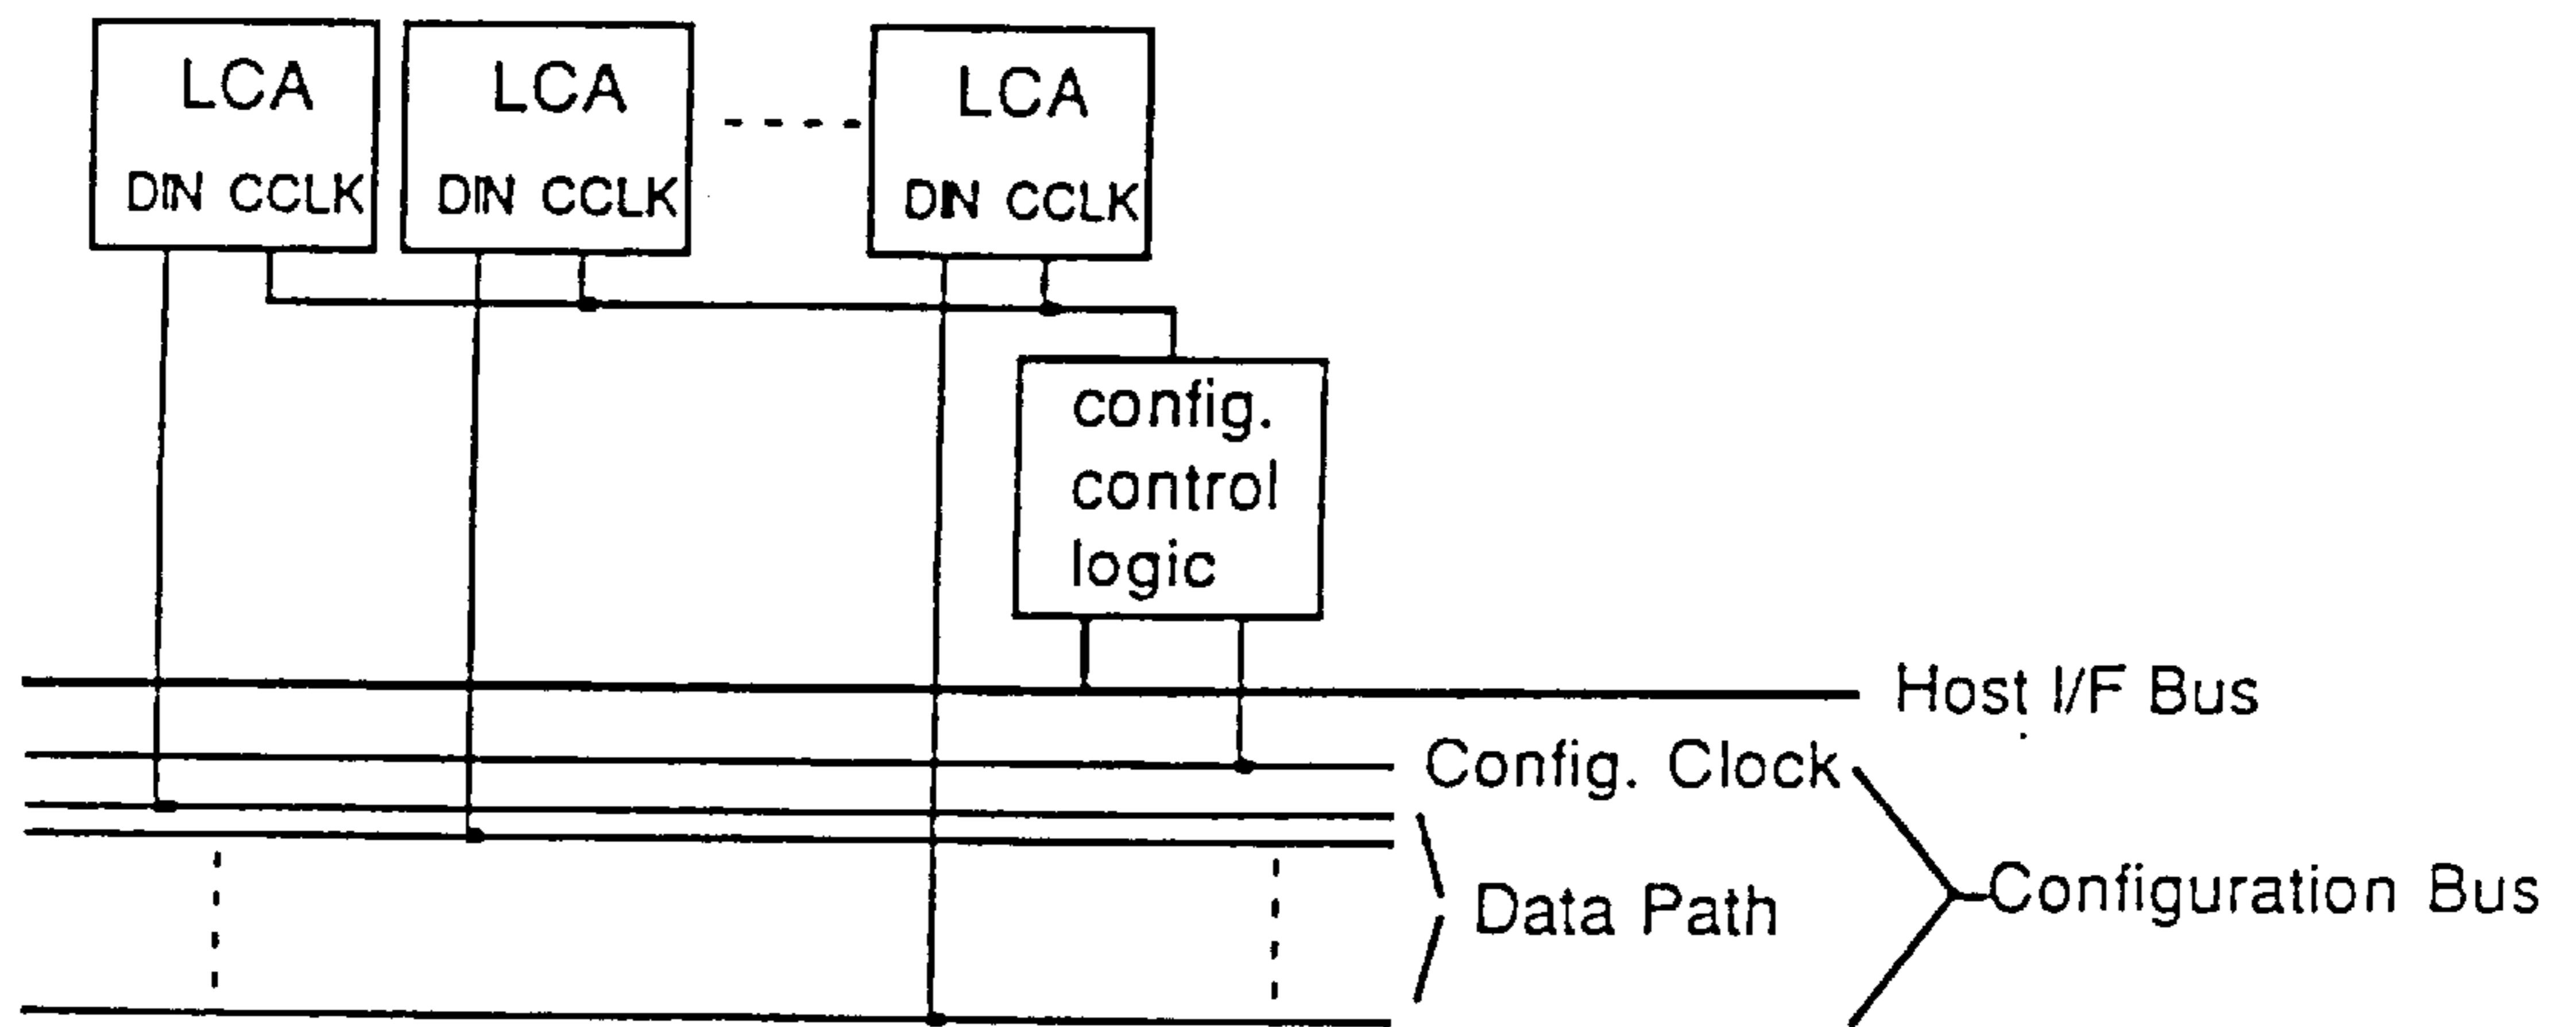 LCA
DIN CCLK
LCA
DIN CCLK
LCA
DIN CCLK
config.
control
logic
Host I/F Bus
Config. Clock
Data Path
Configuration Bus